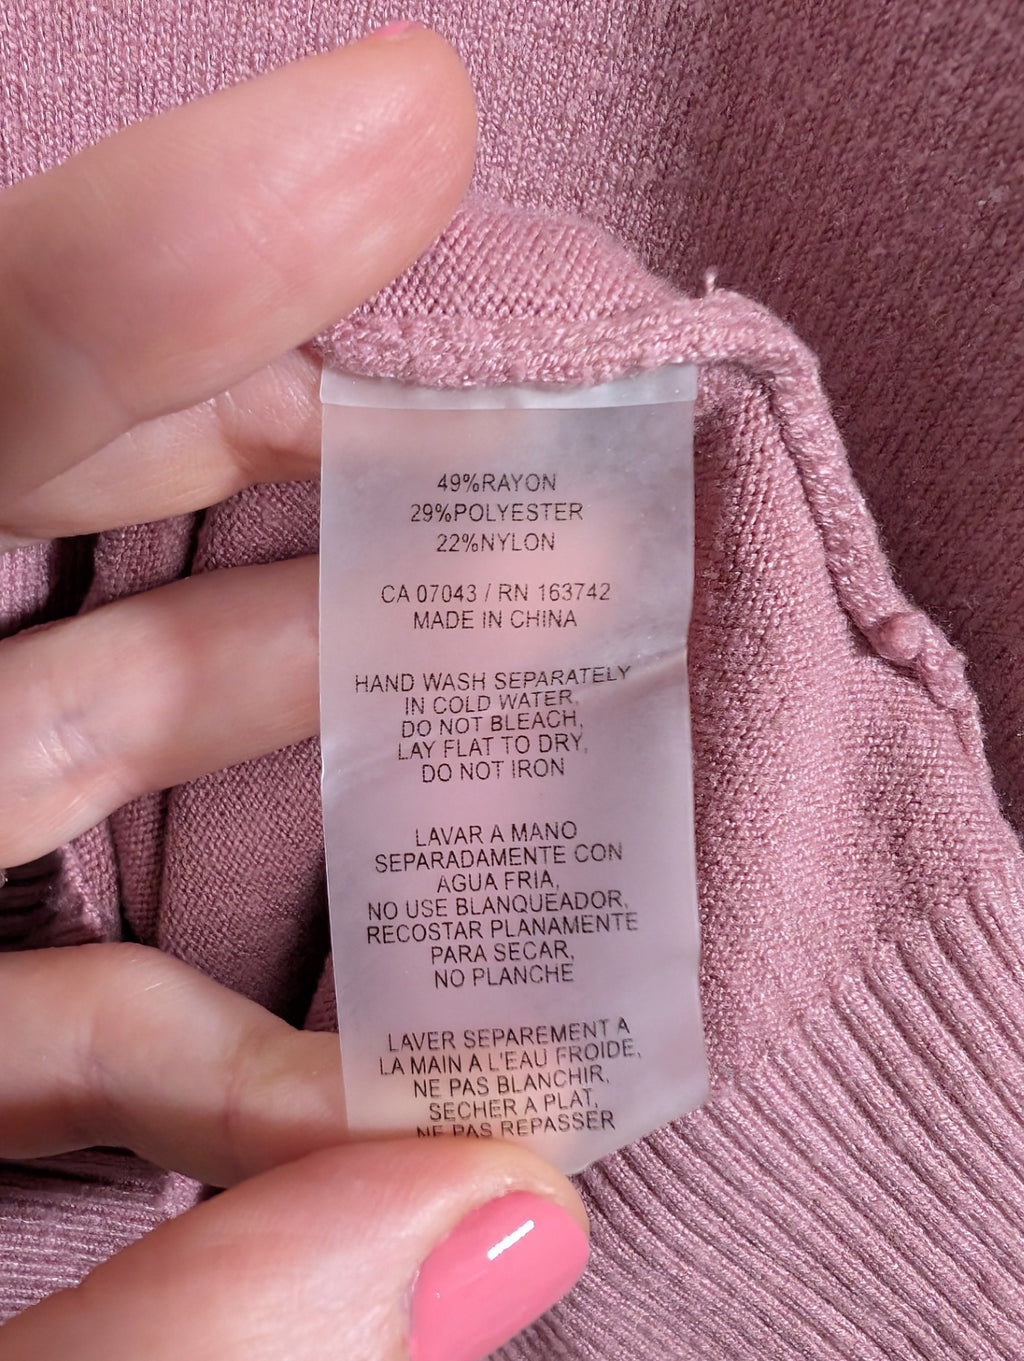 49%RAYON
29%POLYESTER
22%NYLON
CA 07043 / RN 163742
MADE IN CHINA
HAND WASH SEPARATELY
IN COLD WATER,
DO NOT BLEACH,
LAY FLAT TO DRY,
DO NOT IRON
LAVAR A MANO
SEPARADAMENTE CON
AGUA FRIA,
NO USE BLANQUEADOR,
RECOSTAR PLANAMENTE
PARA SECAR,
NO PLANCHE
LAVER SEPAREMENT A
LA MAIN A L'EAU FROIDE,
NE PAS BLANCHIR,
SECHER A PLAT,
NE PAS REPASSER